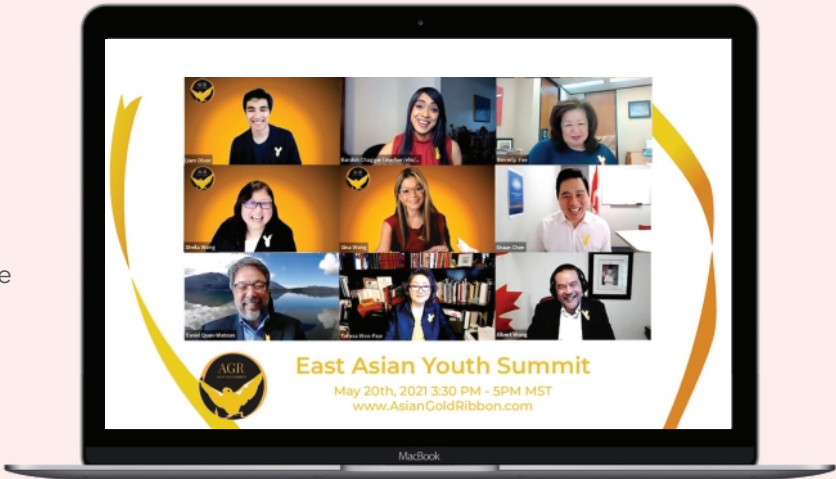 Liam Olsen
Beverly Yee
Sheila Wong
Gina Wong
Shaun Chen
e
Daniel Quan-Watson
Teresa Woo-Paw
Albert Wong
AGR
East Asian Youth Summit
May 20th, 2021 3:30 PM - 5PM MST
www.AsianGoldRibbon.com
MacBook